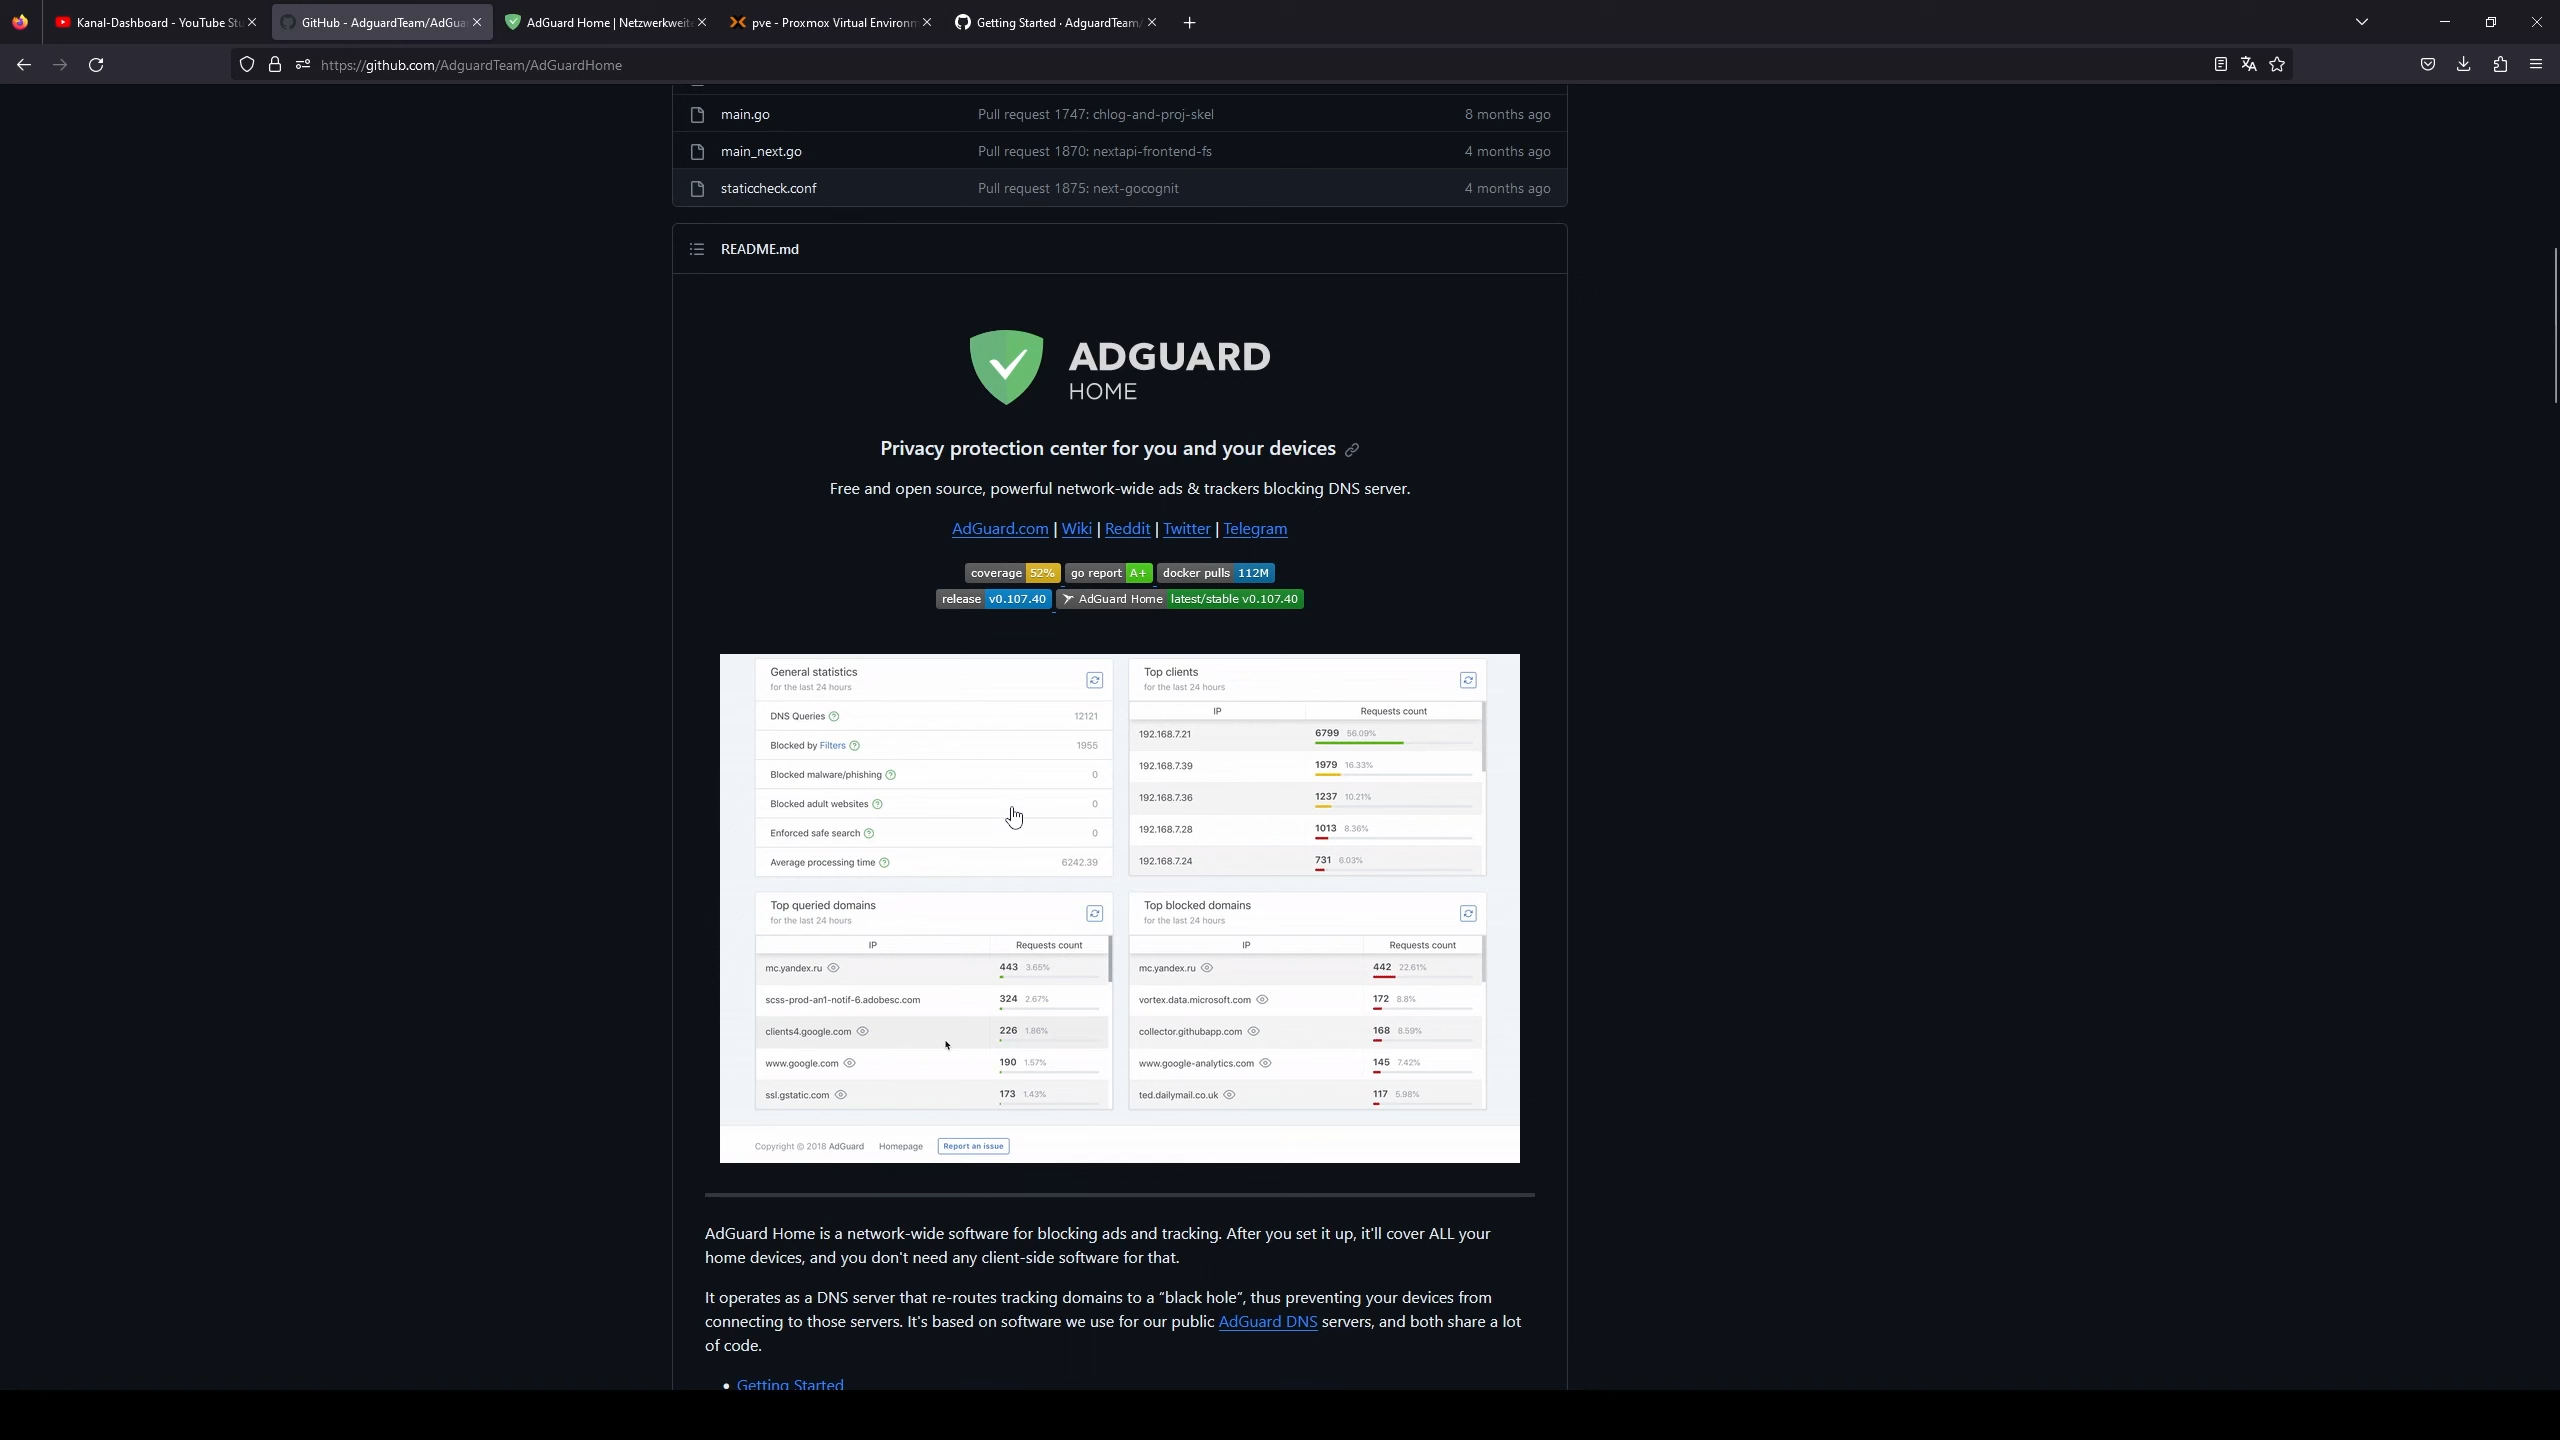 Kanal-Dashboard - YouTube Stu
GitHub - AdguardTeam/AdGua
AdGuard Home | Netzwerkweite
pve - Proxmox Virtual Environm
Getting Started · AdguardTeam/
https://github.com/AdguardTeam/AdGuardHome
main.go Pull request 1747: chlog-and-proj-skel 8 months ago
main_next.go Pull request 1870: nextapi-frontend-fs 4 months ago
staticcheck.conf Pull request 1875: next-gocognit 4 months ago
README.md
ADGUARD
HOME
Privacy protection center for you and your devices
Free and open source, powerful network-wide ads & trackers blocking DNS server.
AdGuard.com | Wiki | Reddit | Twitter | Telegram
coverage 52% go report A+ docker pulls 112M
release v0.107.40 AdGuard Home latest/stable v0.107.40
General statistics
for the last 24 hours
DNS Queries 12121
Blocked by Filters 1955
Blocked malware/phishing 0
Blocked adult websites 0
Enforced safe search 0
Average processing time 6242.39
Top clients
for the last 24 hours
IP Requests count
192.168.7.21 6799 56.09%
192.168.7.39 1979 16.33%
192.168.7.36 1237 10.21%
192.168.7.28 1013 8.36%
192.168.7.24 731 6.03%
Top queried domains
for the last 24 hours
IP Requests count
mc.yandex.ru 443 3.65%
scss-prod-an1-notif-6.adobesc.com 324 2.67%
clients4.google.com 226 1.86%
www.google.com 190 1.57%
ssl.gstatic.com 173 1.43%
Top blocked domains
for the last 24 hours
IP Requests count
mc.yandex.ru 442 22.61%
vortex.data.microsoft.com 172 8.8%
collector.githubapp.com 168 8.59%
www.google-analytics.com 145 7.42%
ted.dailymail.co.uk 117 5.98%
Copyright © 2018 AdGuard Homepage Report an issue
AdGuard Home is a network-wide software for blocking ads and tracking. After you set it up, it'll cover ALL your
home devices, and you don't need any client-side software for that.
It operates as a DNS server that re-routes tracking domains to a "black hole", thus preventing your devices from
connecting to those servers. It's based on software we use for our public AdGuard DNS servers, and both share a lot
of code.
• Getting Started